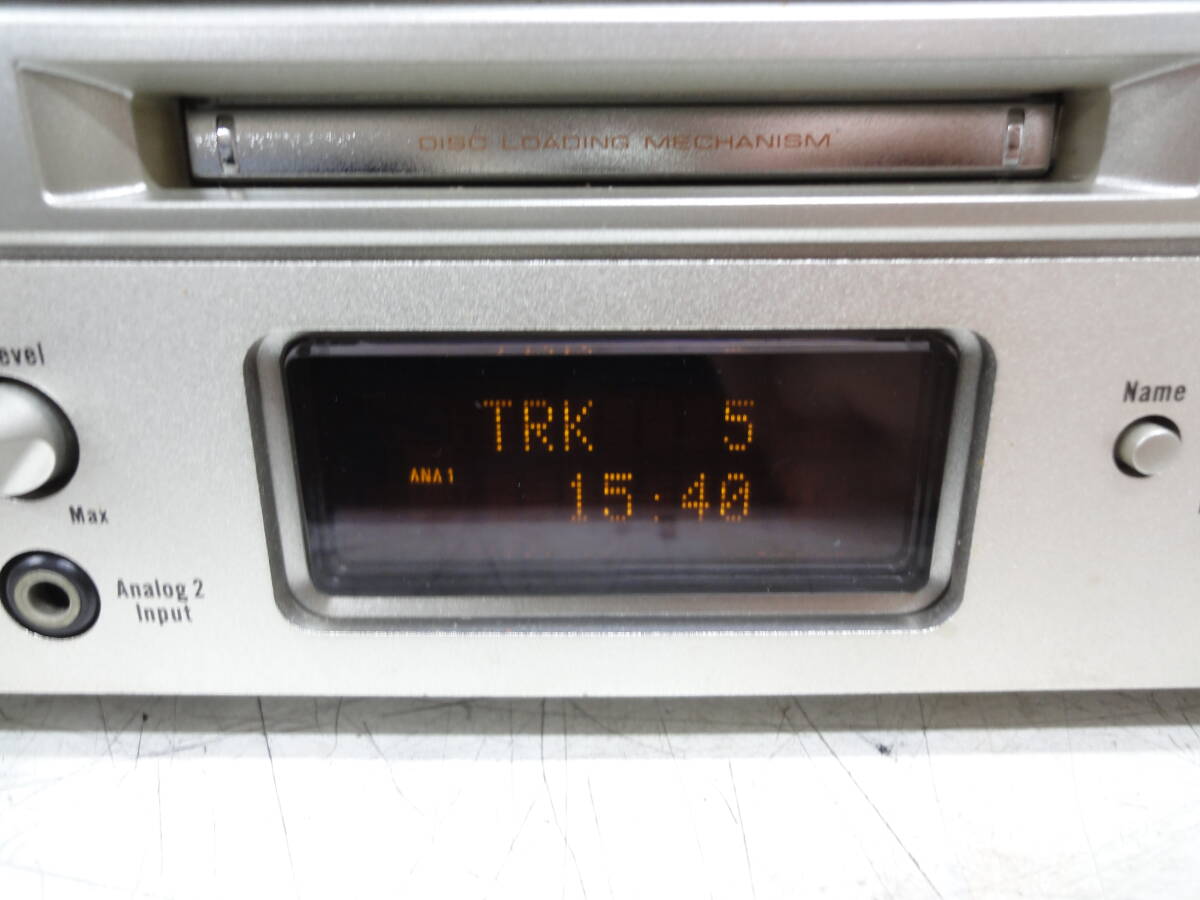 DISC LOADING MECHANISM
evel
Max
Analog 2
Input
TRK 5
ANA 1
15:40
Name